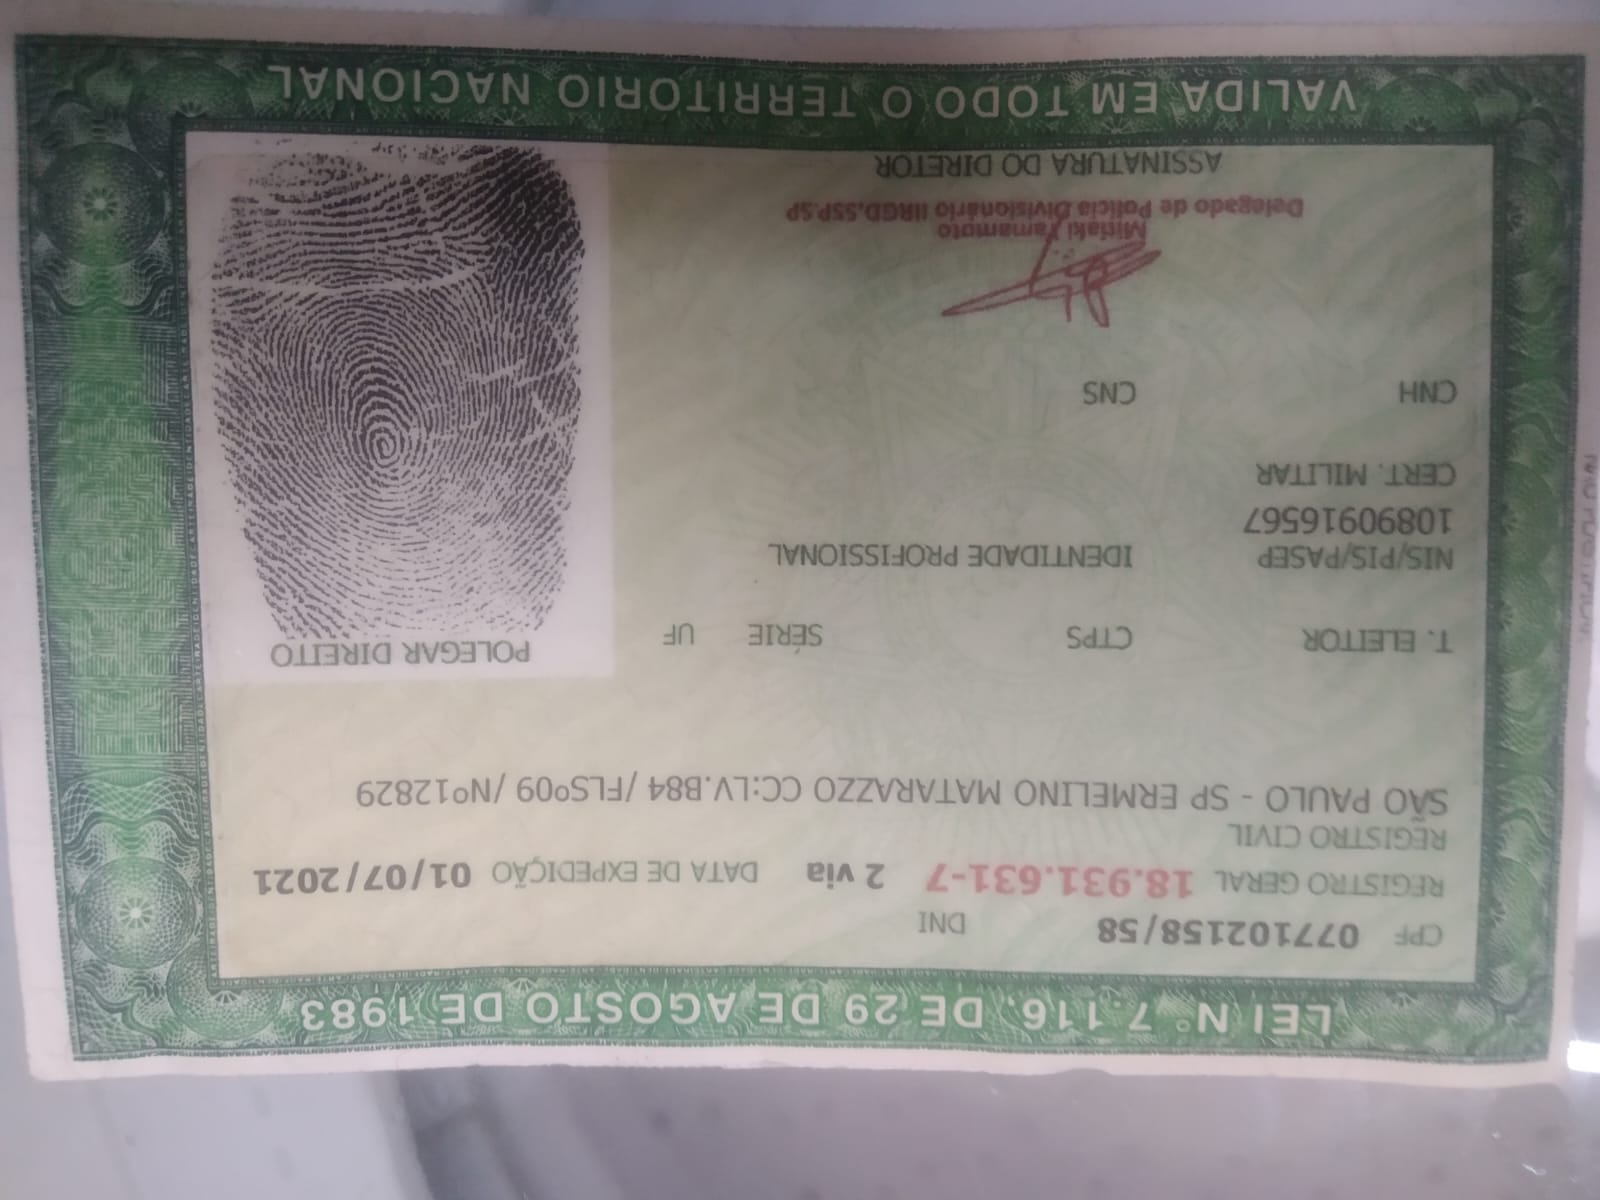 LEI Nº 7.116, DE 29 DE AGOSTO DE 1983
CPF 077102158/58 DNI
REGISTRO GERAL 18.931.631-7 2 via DATA DE EXPEDIÇÃO 01/07/2021
REGISTRO CIVIL
SÃO PAULO - SP ERMELINO MATARAZZO CC:LV.B84 /FLSº09 /Nº12829
T. ELEITOR CTPS SÉRIE UF
POLEGAR DIREITO
NIS/PIS/PASEP IDENTIDADE PROFISSIONAL
10890916567
CERT. MILITAR
CNH CNS
Mitiaki Yamamoto
Delegado de Polícia Divisionário IIRGD.SSP.SP
ASSINATURA DO DIRETOR
VALIDA EM TODO O TERRITORIO NACIONAL